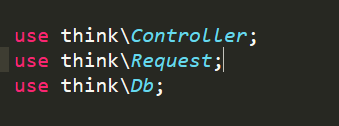 use think\Controller;
use think\Request;
use think\Db;